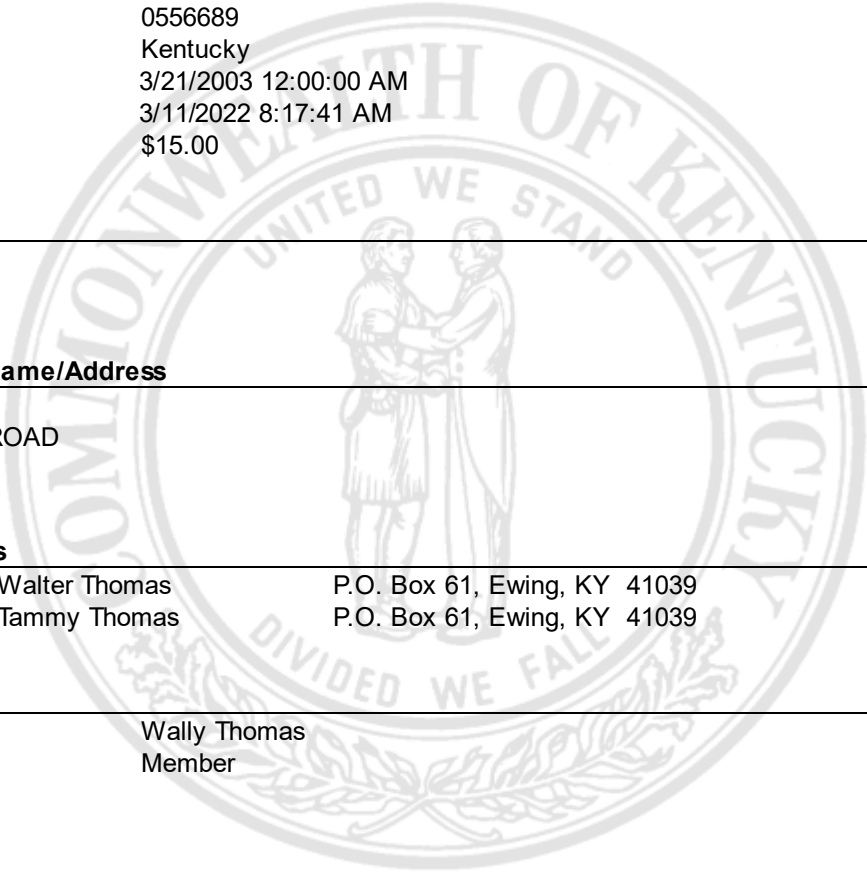 0556689
Kentucky
3/21/2003 12:00:00 AM
3/11/2022 8:17:41 AM
$15.00
COMMONWEALTH OF KENTUCKY
UNITED WE STAND
ame/Address
ROAD
s
Walter Thomas P.O. Box 61, Ewing, KY 41039
Tammy Thomas P.O. Box 61, Ewing, KY 41039
DIVIDED WE FALL
Wally Thomas
Member